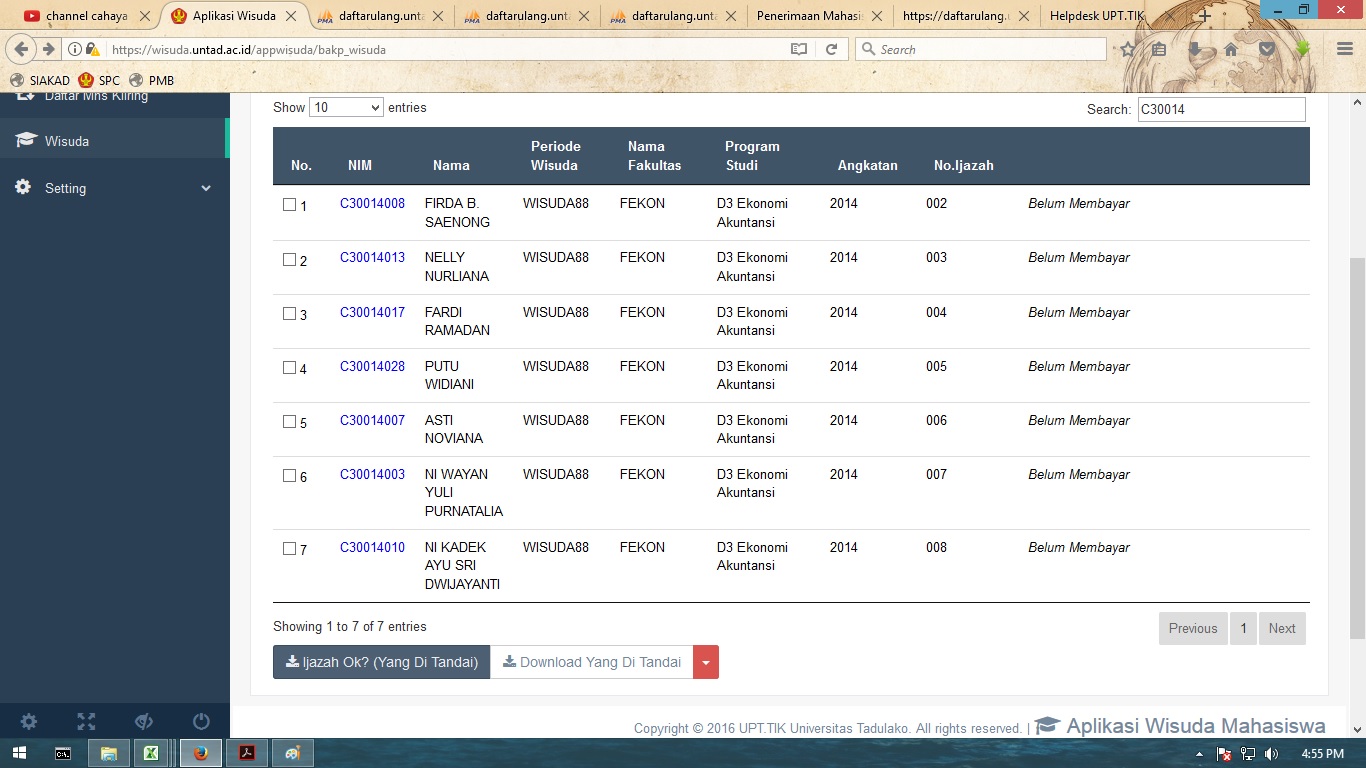 channel cahaya
Aplikasi Wisuda
daftarulang.unta
daftarulang.unta
daftarulang.unta
Penerimaan Mahasis
https://daftarulang.u
Helpdesk UPT.TIK
https://wisuda.untad.ac.id/appwisuda/bakp_wisuda
Search
SIAKAD SPC PMB
Daftar Mhs Kliring
Wisuda
Setting
Show 10 entries
Search: C30014
No. NIM Nama Periode Wisuda Nama Fakultas Program Studi Angkatan No.Ijazah
1 C30014008 FIRDA B. SAENONG WISUDA88 FEKON D3 Ekonomi Akuntansi 2014 002 Belum Membayar
2 C30014013 NELLY NURLIANA WISUDA88 FEKON D3 Ekonomi Akuntansi 2014 003 Belum Membayar
3 C30014017 FARDI RAMADAN WISUDA88 FEKON D3 Ekonomi Akuntansi 2014 004 Belum Membayar
4 C30014028 PUTU WIDIANI WISUDA88 FEKON D3 Ekonomi Akuntansi 2014 005 Belum Membayar
5 C30014007 ASTI NOVIANA WISUDA88 FEKON D3 Ekonomi Akuntansi 2014 006 Belum Membayar
6 C30014003 NI WAYAN YULI PURNATALIA WISUDA88 FEKON D3 Ekonomi Akuntansi 2014 007 Belum Membayar
7 C30014010 NI KADEK AYU SRI DWIJAYANTI WISUDA88 FEKON D3 Ekonomi Akuntansi 2014 008 Belum Membayar
Showing 1 to 7 of 7 entries
Previous 1 Next
Ijazah Ok? (Yang Di Tandai) Download Yang Di Tandai
Copyright © 2016 UPT.TIK Universitas Tadulako. All rights reserved. | Aplikasi Wisuda Mahasiswa
4:55 PM